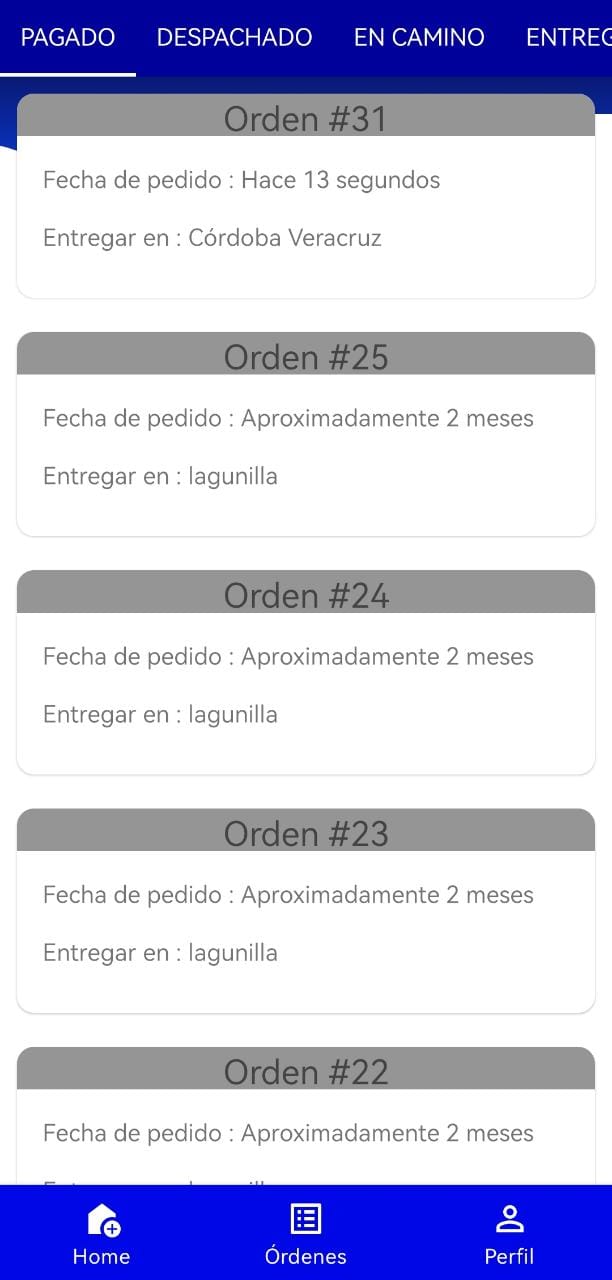 PAGADO DESPACHADO EN CAMINO ENTREG
Orden #31
Fecha de pedido : Hace 13 segundos
Entregar en : Córdoba Veracruz
Orden #25
Fecha de pedido : Aproximadamente 2 meses
Entregar en : lagunilla
Orden #24
Fecha de pedido : Aproximadamente 2 meses
Entregar en : lagunilla
Orden #23
Fecha de pedido : Aproximadamente 2 meses
Entregar en : lagunilla
Orden #22
Fecha de pedido : Aproximadamente 2 meses
Home Órdenes Perfil